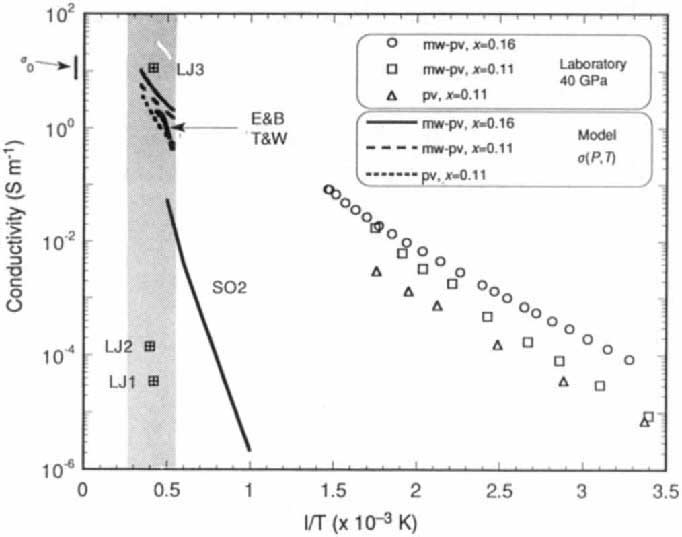 10²
σ₀
LJ3
mw-pv, x=0.16
mw-pv, x=0.11
pv, x=0.11
Laboratory
40 GPa
10¹
E&B
T&W
10⁰
mw-pv, x=0.16
mw-pv, x=0.11
pv, x=0.11
Model
σ(P,T)
Conductivity (S m⁻¹)
10⁻²
SO2
LJ2
10⁻⁴
LJ1
10⁻⁶
0
0.5
1
1.5
2
2.5
3
3.5
I/T (x 10⁻³ K)